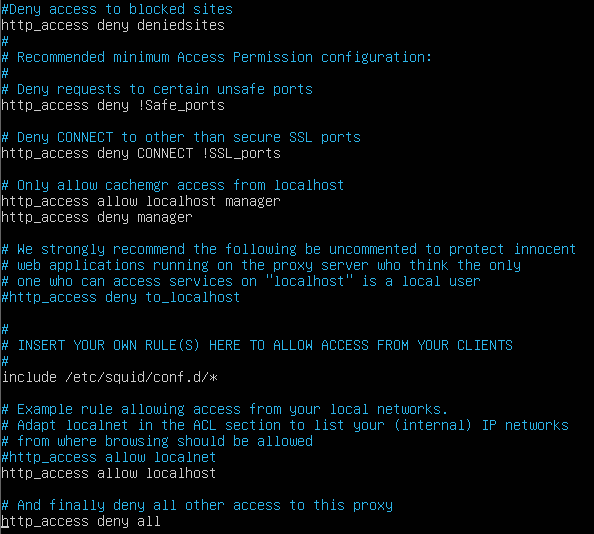 #Deny access to blocked sites
http_access deny deniedsites
#
# Recommended minimum Access Permission configuration:
#
# Deny requests to certain unsafe ports
http_access deny !Safe_ports
# Deny CONNECT to other than secure SSL ports
http_access deny CONNECT !SSL_ports
# Only allow cachemgr access from localhost
http_access allow localhost manager
http_access deny manager
# We strongly recommend the following be uncommented to protect innocent
# web applications running on the proxy server who think the only
# one who can access services on "localhost" is a local user
#http_access deny to_localhost
#
# INSERT YOUR OWN RULE(S) HERE TO ALLOW ACCESS FROM YOUR CLIENTS
#
include /etc/squid/conf.d/*
# Example rule allowing access from your local networks.
# Adapt localnet in the ACL section to list your (internal) IP networks
# from where browsing should be allowed
#http_access allow localnet
http_access allow localhost
# And finally deny all other access to this proxy
http_access deny all